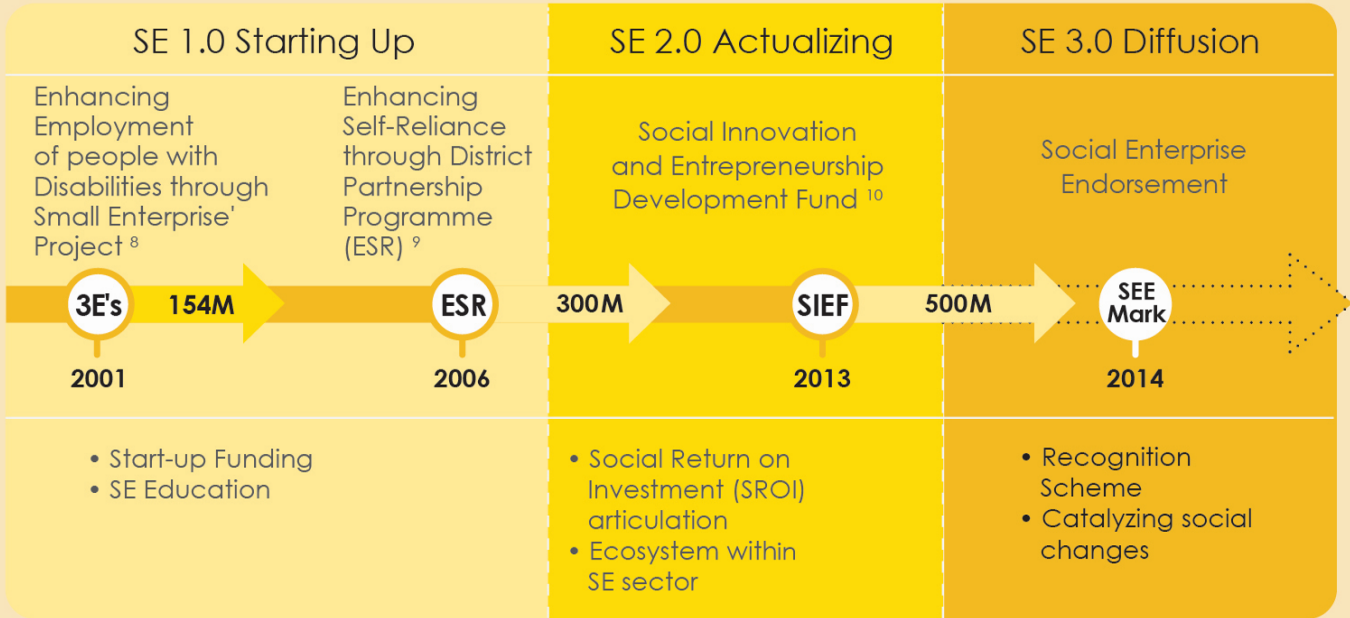 SE 1.0 Starting Up
SE 2.0 Actualizing
SE 3.0 Diffusion
Enhancing
Employment
of people with
Disabilities through
Small Enterprise'
Project 8
Enhancing
Self-Reliance
through District
Partnership
Programme
(ESR) 9
Social Innovation
and Entrepreneurship
Development Fund 10
Social Enterprise
Endorsement
3E's
154M
ESR
300M
SIEF
500M
SEE
Mark
2001
2006
2013
2014
• Start-up Funding
• SE Education
• Social Return on
Investment (SROI)
articulation
• Ecosystem within
SE sector
• Recognition
Scheme
• Catalyzing social
changes